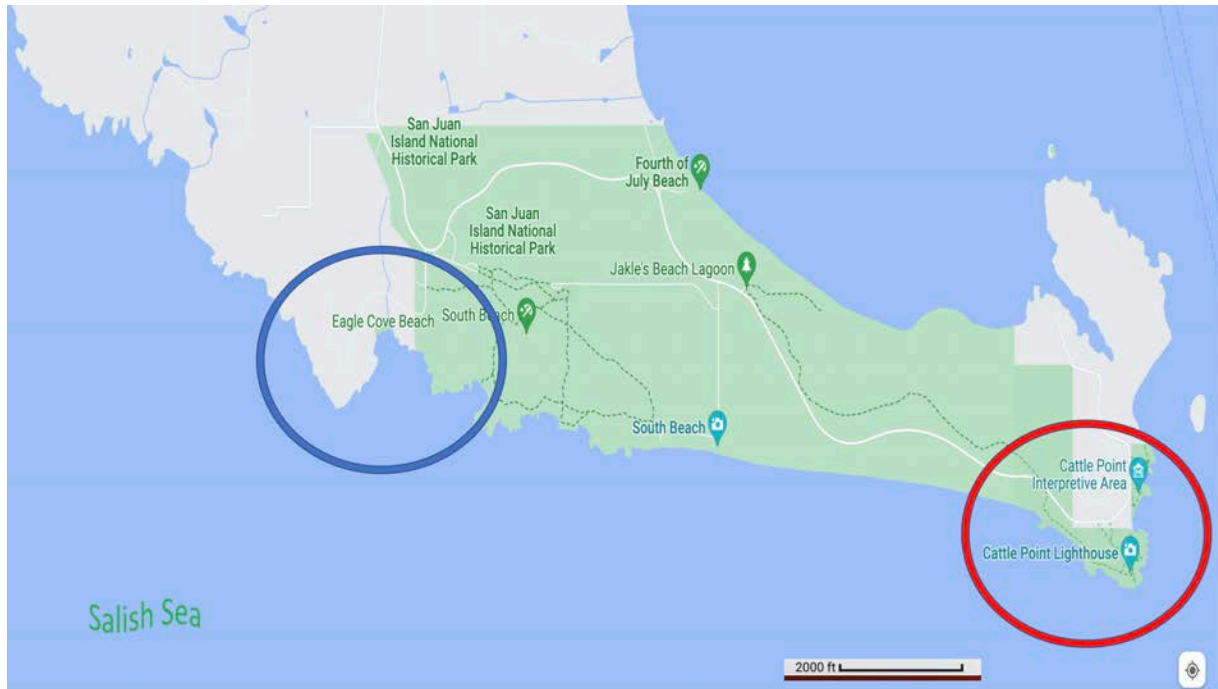 San Juan
Island National
Historical Park
Fourth of
July Beach
San Juan
Island National
Historical Park
Jakle's Beach Lagoon
Eagle Cove Beach
South Beach
South Beach
Cattle Point
Interpretive Area
Cattle Point Lighthouse
Salish Sea
2000 ft